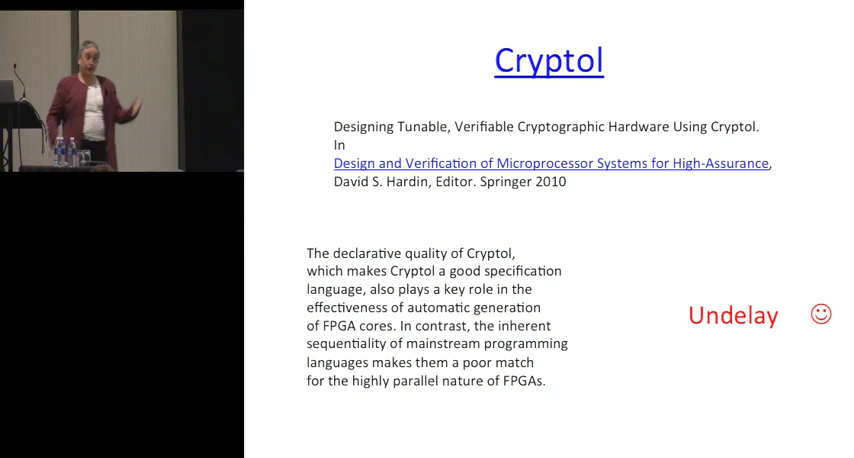 Cryptol
Designing Tunable, Verifiable Cryptographic Hardware Using Cryptol.
In
Design and Verification of Microprocessor Systems for High-Assurance,
David S. Hardin, Editor. Springer 2010
The declarative quality of Cryptol,
which makes Cryptol a good specification
language, also plays a key role in the
effectiveness of automatic generation
of FPGA cores. In contrast, the inherent
sequentiality of mainstream programming
languages makes them a poor match
for the highly parallel nature of FPGAs.
Undelay ☺